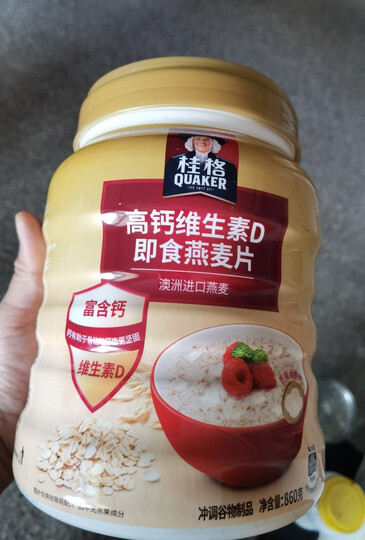 桂格
QUAKER
高钙维生素D
即食燕麦片
澳洲进口燕麦
富含钙
钙有助于骨骼和牙齿更坚固
维生素D
冲调谷物制品 净含量:860克